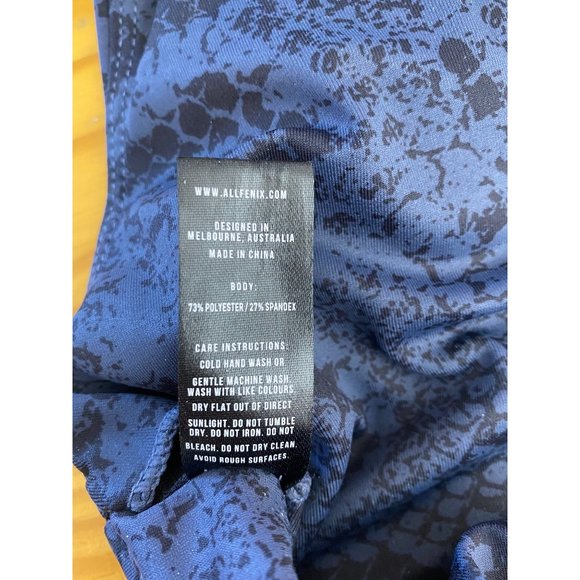 WWW.ALLFENIX.COM
DESIGNED IN
MELBOURNE, AUSTRALIA
MADE IN CHINA
BODY:
73% POLYESTER / 27% SPANDEX
CARE INSTRUCTIONS:
COLD HAND WASH OR
GENTLE MACHINE WASH.
WASH WITH LIKE COLOURS.
DRY FLAT OUT OF DIRECT
SUNLIGHT. DO NOT TUMBLE
DRY. DO NOT IRON. DO NOT
BLEACH. DO NOT DRY CLEAN.
AVOID ROUGH SURFACES.